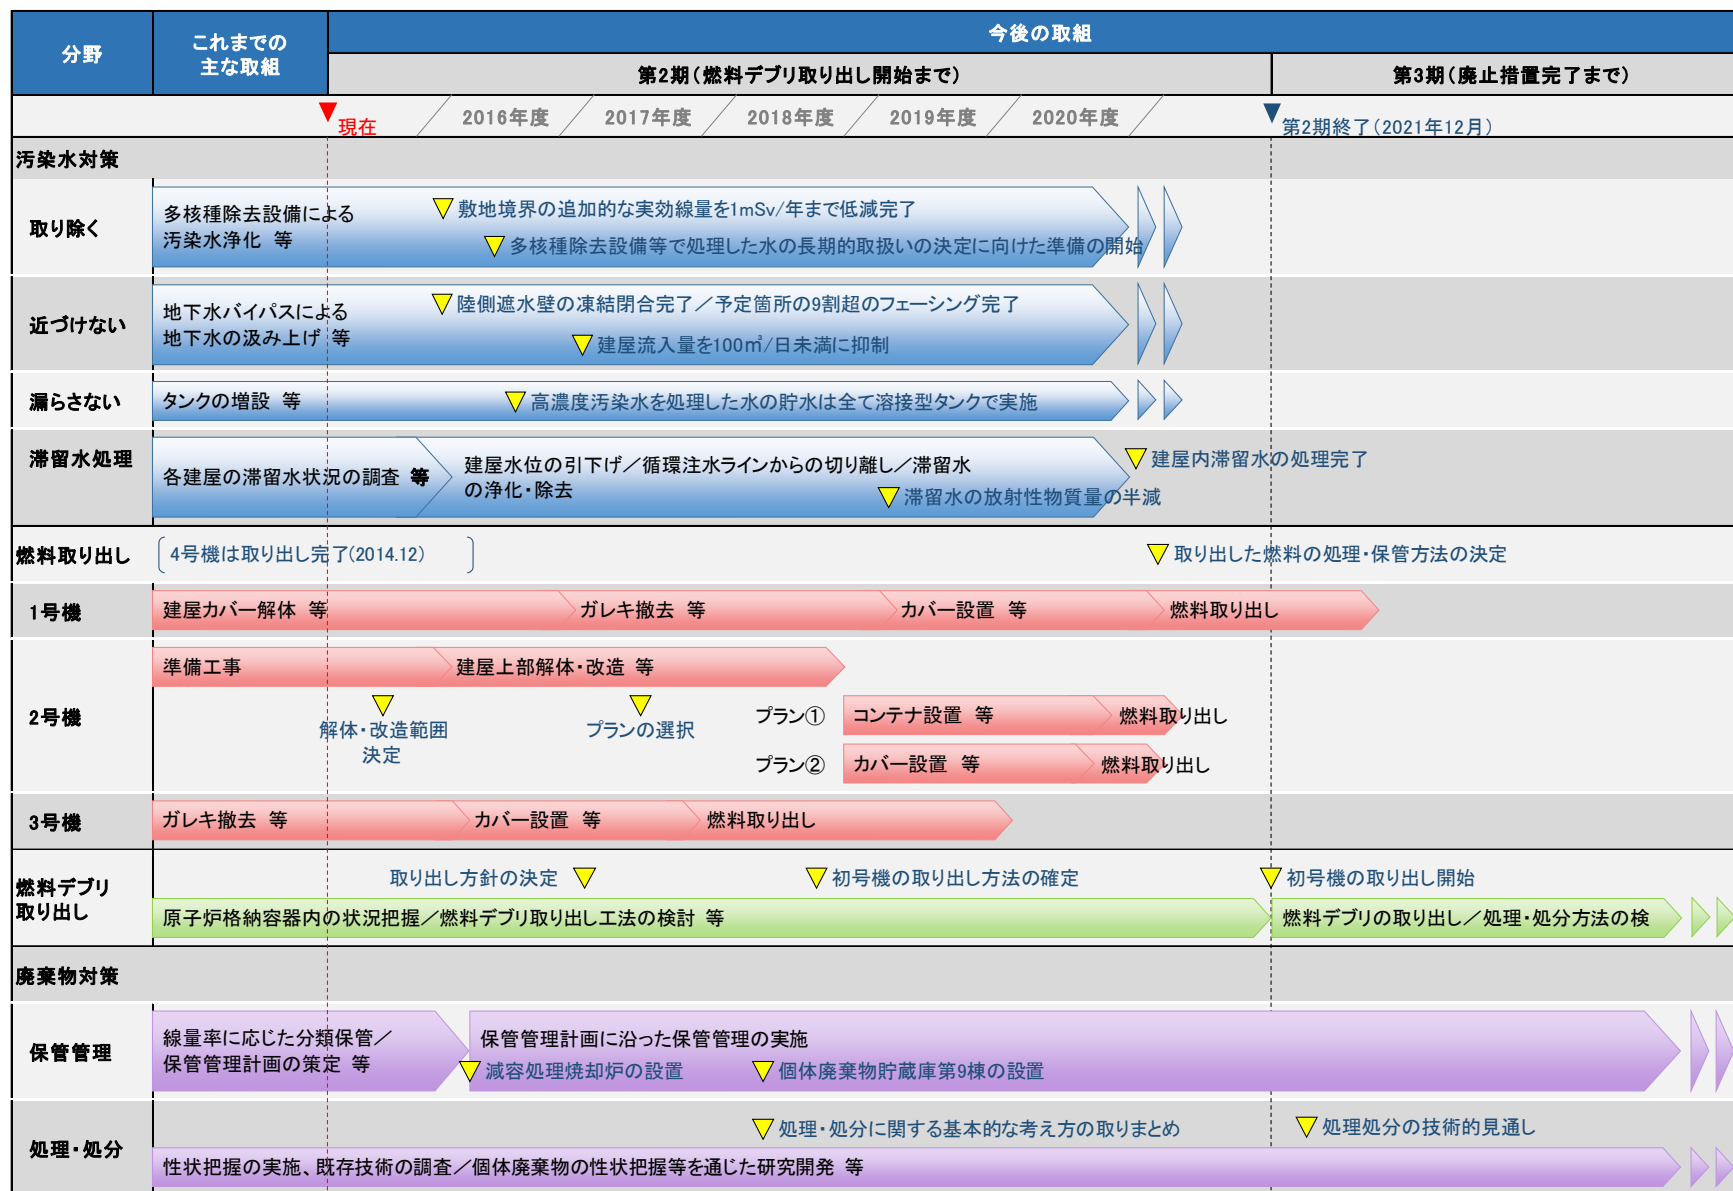 分野
これまでの
主な取組
今後の取組
第2期（燃料デブリ取り出し開始まで）
第3期（廃止措置完了まで）
現在
2016年度
2017年度
2018年度
2019年度
2020年度
第2期終了（2021年12月）
汚染水対策
取り除く
多核種除去設備による
汚染水浄化 等
敷地境界の追加的な実効線量を1mSv/年まで低減完了
多核種除去設備等で処理した水の長期的取扱いの決定に向けた準備の開始
近づけない
地下水バイパスによる
地下水の汲み上げ 等
陸側遮水壁の凍結閉合完了／予定箇所の9割超のフェーシング完了
建屋流入量を100㎥/日未満に抑制
漏らさない
タンクの増設 等
高濃度汚染水を処理した水の貯水は全て溶接型タンクで実施
滞留水処理
各建屋の滞留水状況の調査 等
建屋水位の引下げ／循環注水ラインからの切り離し／滞留水
の浄化・除去
建屋内滞留水の処理完了
滞留水の放射性物質量の半減
燃料取り出し
4号機は取り出し完了(2014.12)
取り出した燃料の処理・保管方法の決定
1号機
建屋カバー解体 等
ガレキ撤去 等
カバー設置 等
燃料取り出し
2号機
準備工事
建屋上部解体・改造 等
解体・改造範囲
決定
プランの選択
プラン①
コンテナ設置 等
燃料取り出し
プラン②
カバー設置 等
燃料取り出し
3号機
ガレキ撤去 等
カバー設置 等
燃料取り出し
燃料デブリ
取り出し
取り出し方針の決定
初号機の取り出し方法の確定
初号機の取り出し開始
原子炉格納容器内の状況把握／燃料デブリ取り出し工法の検討 等
燃料デブリの取り出し／処理・処分方法の検
廃棄物対策
保管管理
線量率に応じた分類保管／
保管管理計画の策定 等
保管管理計画に沿った保管管理の実施
減容処理焼却炉の設置
個体廃棄物貯蔵庫第9棟の設置
処理・処分
処理・処分に関する基本的な考え方の取りまとめ
処理処分の技術的見通し
性状把握の実施、既存技術の調査／個体廃棄物の性状把握等を通じた研究開発 等